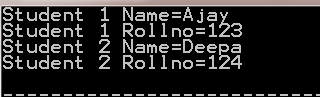 Student 1 Name=Ajay
Student 1 Rollno=123
Student 2 Name=Deepa
Student 2 Rollno=124